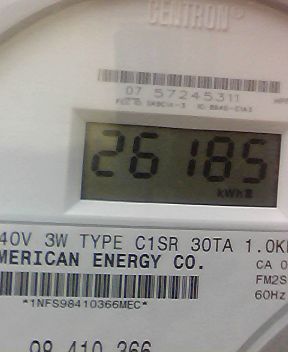 CENTRON®
07 57245311
26185
kWh
40V 3W TYPE C1SR 30TA 1.0K
MERICAN ENERGY CO.
CA 0
FM2S
60Hz
*1NFS98410366MEC*
98 410 366